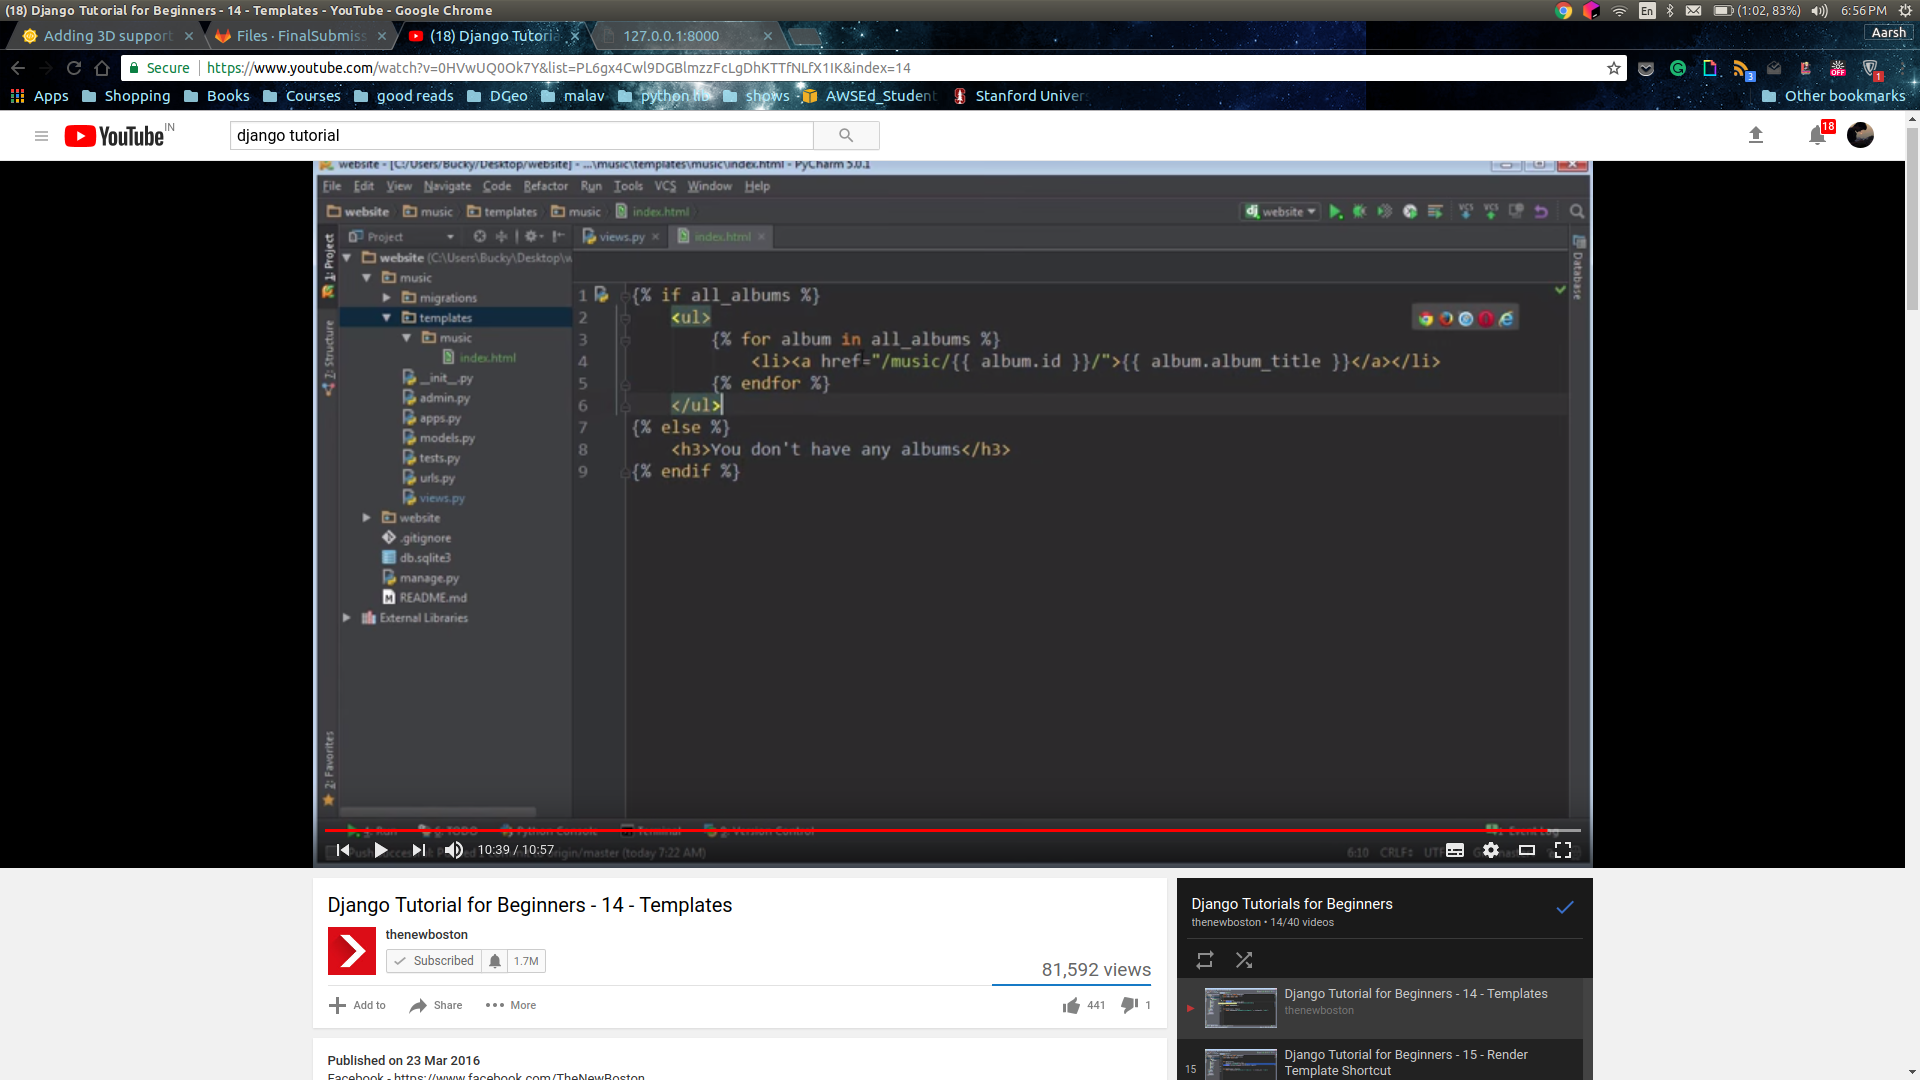 (18) Django Tutorial for Beginners - 14 - Templates - YouTube - Google Chrome
En (1:02, 83%) 6:56 PM
Adding 3D support × Files · FinalSubmiss × (18) Django Tutoria × 127.0.0.1:8000 × Aarsh
Secure https://www.youtube.com/watch?v=0HVwUQ0Ok7Y&list=PL6gx4Cwl9DGBlmzzFcLgDhKTTfNLfX1IK&index=14
OFF 3 1
Apps Shopping Books Courses good reads DGeo malav python lib shows AWSEd_Student Stanford Univer Other bookmarks
YouTube IN django tutorial 18
website - [C:/Users/Bucky/Desktop/website] - ...\music\templates\music\index.html - PyCharm 5.0.1
File Edit View Navigate Code Refactor Run Tools VCS Window Help
website music templates music index.html dj website VCS VCS
1: Project Project views.py × index.html × Database
website (C:\Users\Bucky\Desktop\w
music
migrations
templates
music
index.html
__init__.py
admin.py
apps.py
models.py
tests.py
urls.py
views.py
website
.gitignore
db.sqlite3
manage.py
README.md
External Libraries
7: Structure
2: Favorites
1 {% if all_albums %}
2 <ul>
3 {% for album in all_albums %}
4 <li><a href="/music/{{ album.id }}/">{{ album.album_title }}</a></li>
5 {% endfor %}
6 </ul>
7 {% else %}
8 <h3>You don't have any albums</h3>
9 {% endif %}
4: Run 6: TODO Python Console Terminal 9: Version Control Event Log
10:39 / 10:57
origin/master (today 7:22 AM) 6:10 CRLF UTF
Django Tutorial for Beginners - 14 - Templates
thenewboston
Subscribed 1.7M
81,592 views
Add to Share More 441 1
Published on 23 Mar 2016
Facebook - https://www.facebook.com/TheNewBoston
Django Tutorials for Beginners
thenewboston • 14/40 videos
Django Tutorial for Beginners - 14 - Templates
thenewboston
15 Django Tutorial for Beginners - 15 - Render
Template Shortcut